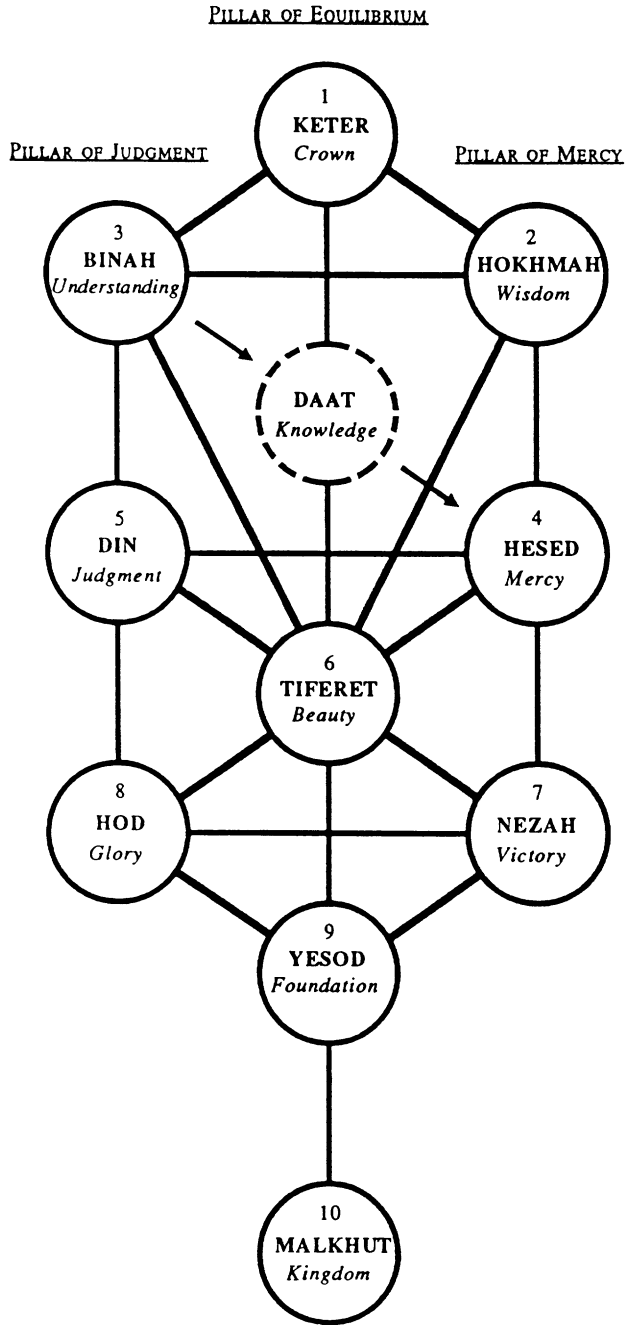 PILLAR OF EQUILIBRIUM
1
KETER
Crown
PILLAR OF JUDGMENT
PILLAR OF MERCY
3
BINAH
Understanding
2
HOKHMAH
Wisdom
DAAT
Knowledge
5
DIN
Judgment
4
HESED
Mercy
6
TIFERET
Beauty
8
HOD
Glory
7
NEZAH
Victory
9
YESOD
Foundation
10
MALKHUT
Kingdom